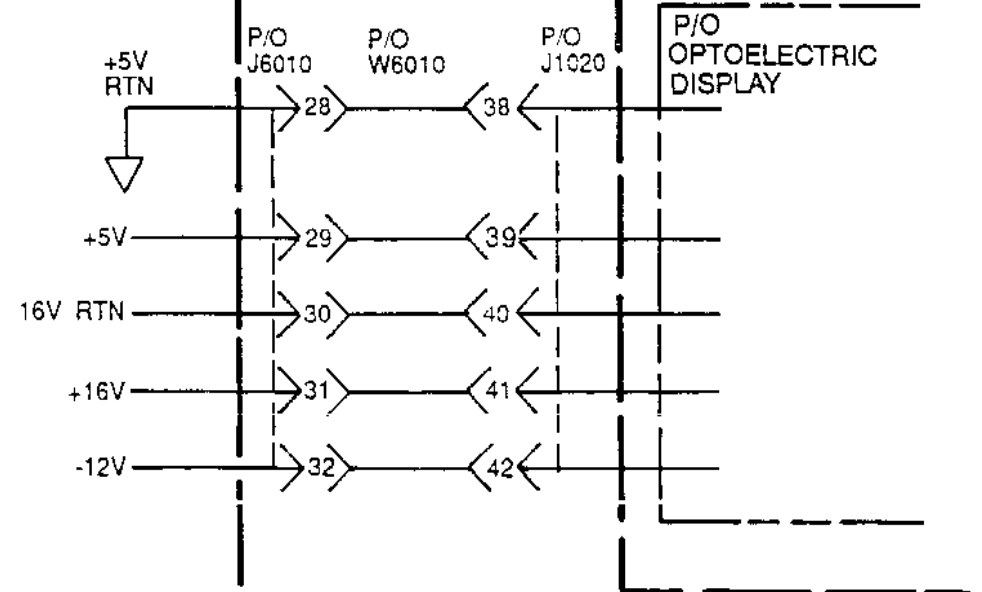 P/O
J6010
P/O
W6010
P/O
J1020
P/O
OPTOELECTRIC
DISPLAY
+5V
RTN
28
38
+5V
29
39
16V RTN
30
40
+16V
31
41
-12V
32
42